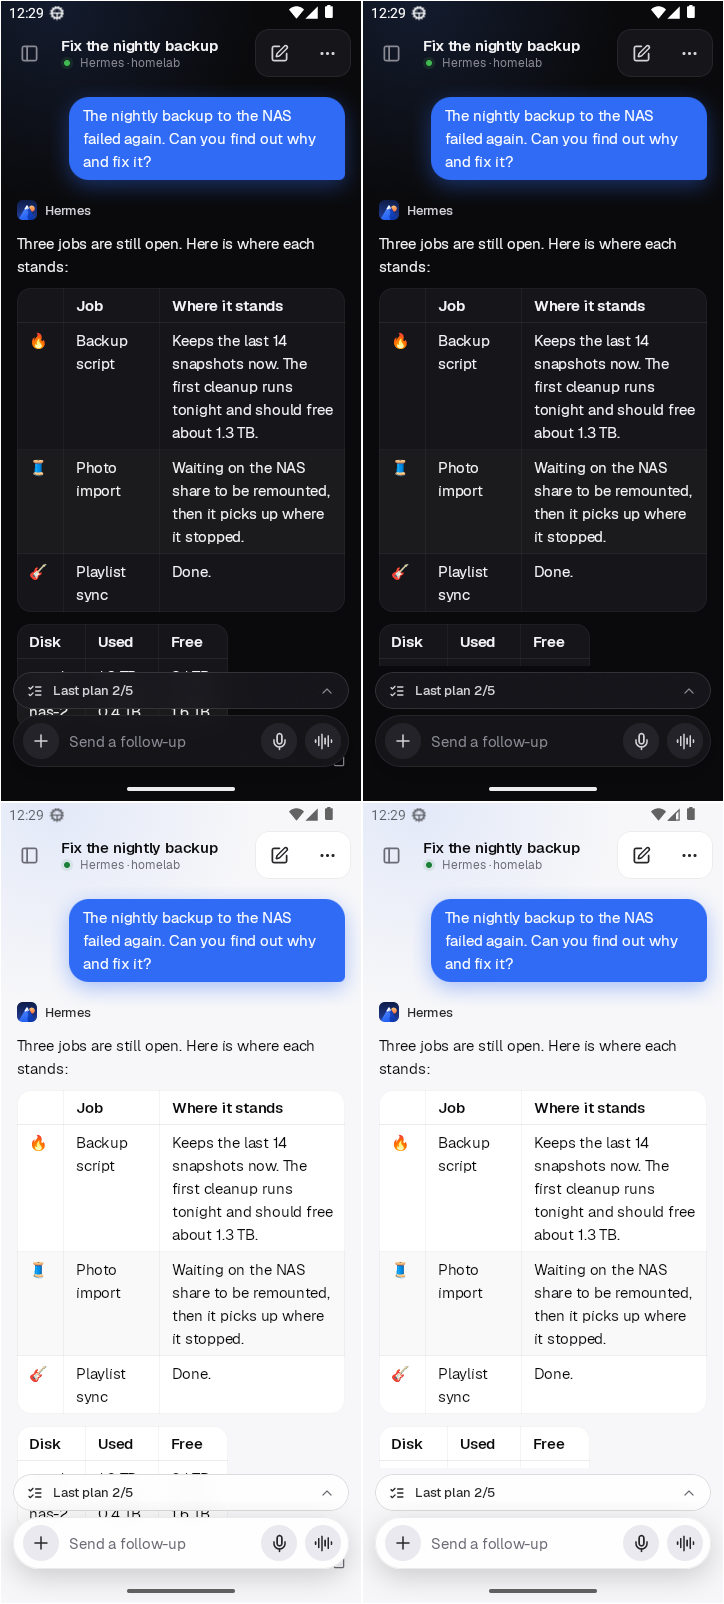 12:29
Fix the nightly backup
Hermes · homelab
The nightly backup to the NAS
failed again. Can you find out why
and fix it?
Hermes
Three jobs are still open. Here is where each
stands:
Job Where it stands
Backup script
Keeps the last 14
snapshots now. The
first cleanup runs
tonight and should free
about 1.3 TB.
Photo import
Waiting on the NAS
share to be remounted,
then it picks up where
it stopped.
Playlist sync
Done.
Disk Used Free
Last plan 2/5
nas-2 0.4 TB 1.6 TB
Send a follow-up
12:29
Fix the nightly backup
Hermes · homelab
The nightly backup to the NAS
failed again. Can you find out why
and fix it?
Hermes
Three jobs are still open. Here is where each
stands:
Job Where it stands
Backup script
Keeps the last 14
snapshots now. The
first cleanup runs
tonight and should free
about 1.3 TB.
Photo import
Waiting on the NAS
share to be remounted,
then it picks up where
it stopped.
Playlist sync
Done.
Disk Used Free
Last plan 2/5
Send a follow-up
12:29
Fix the nightly backup
Hermes · homelab
The nightly backup to the NAS
failed again. Can you find out why
and fix it?
Hermes
Three jobs are still open. Here is where each
stands:
Job Where it stands
Backup script
Keeps the last 14
snapshots now. The
first cleanup runs
tonight and should free
about 1.3 TB.
Photo import
Waiting on the NAS
share to be remounted,
then it picks up where
it stopped.
Playlist sync
Done.
Disk Used Free
Last plan 2/5
nas-2 0.4 TB 1.6 TB
Send a follow-up
12:29
Fix the nightly backup
Hermes · homelab
The nightly backup to the NAS
failed again. Can you find out why
and fix it?
Hermes
Three jobs are still open. Here is where each
stands:
Job Where it stands
Backup script
Keeps the last 14
snapshots now. The
first cleanup runs
tonight and should free
about 1.3 TB.
Photo import
Waiting on the NAS
share to be remounted,
then it picks up where
it stopped.
Playlist sync
Done.
Disk Used Free
Last plan 2/5
Send a follow-up